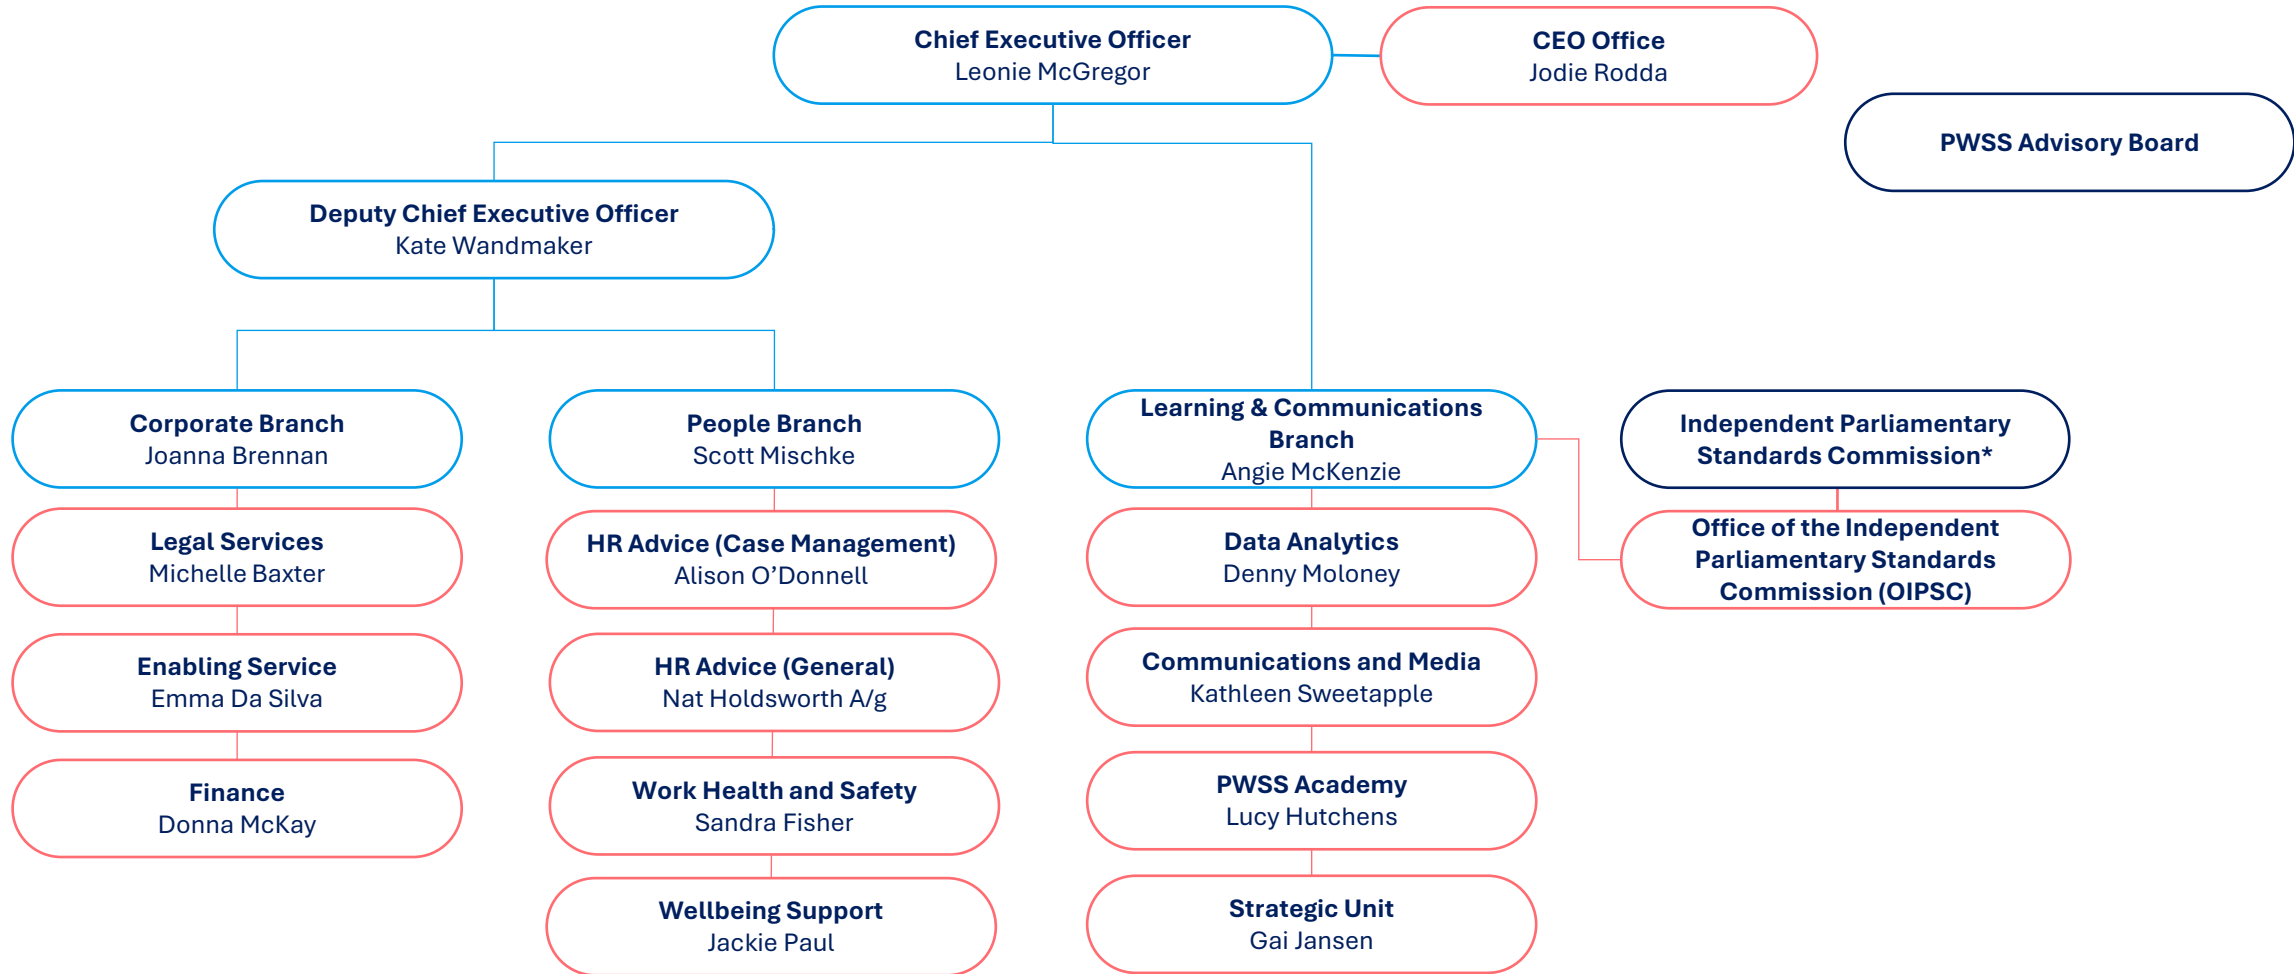 Chief Executive Officer
Leonie McGregor
CEO Office
Jodie Rodda
PWSS Advisory Board
Deputy Chief Executive Officer
Kate Wandmaker
Corporate Branch
Joanna Brennan
Legal Services
Michelle Baxter
Enabling Service
Emma Da Silva
Finance
Donna McKay
People Branch
Scott Mischke
HR Advice (Case Management)
Alison O’Donnell
HR Advice (General)
Nat Holdsworth A/g
Work Health and Safety
Sandra Fisher
Wellbeing Support
Jackie Paul
Learning & Communications
Branch
Angie McKenzie
Data Analytics
Denny Moloney
Communications and Media
Kathleen Sweetapple
PWSS Academy
Lucy Hutchens
Strategic Unit
Gai Jansen
Independent Parliamentary
Standards Commission*
Office of the Independent
Parliamentary Standards
Commission (OIPSC)